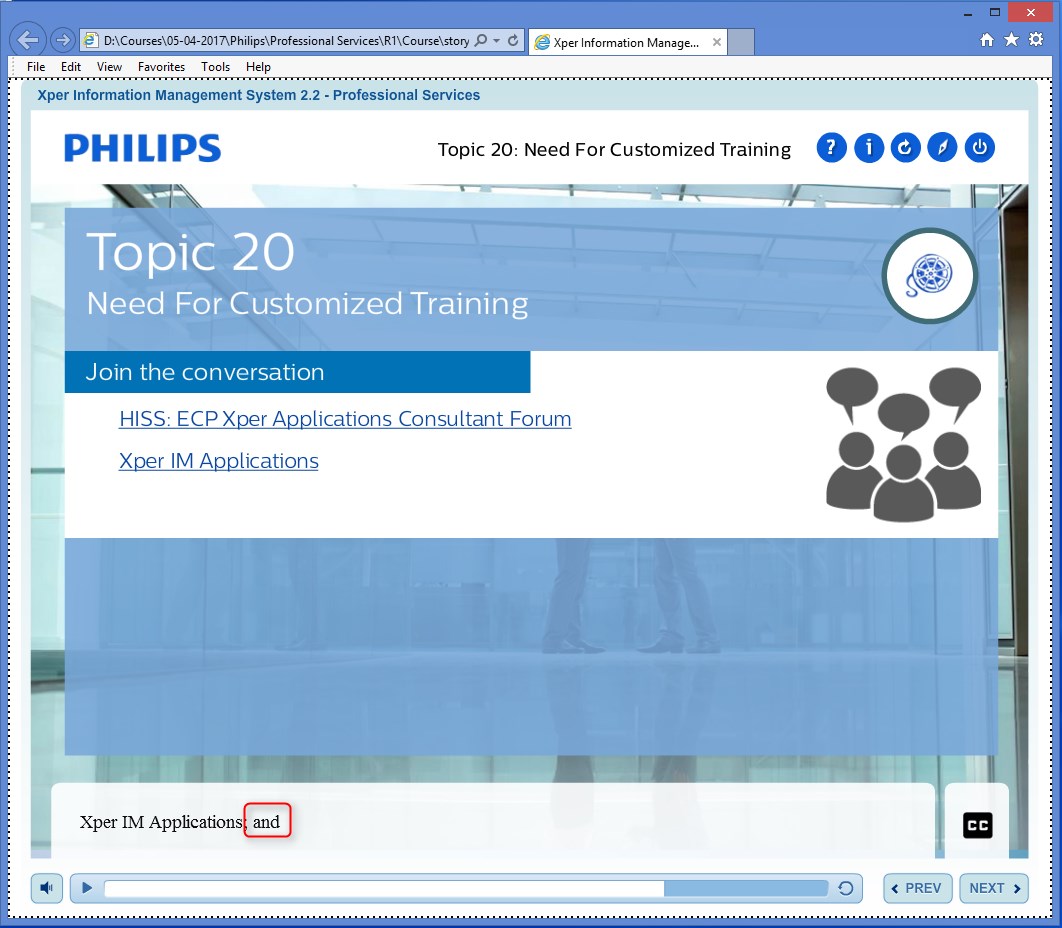 D:\Courses\05-04-2017\Philips\Professional Services\R1\Course\story
Xper Information Manage...
File Edit View Favorites Tools Help
Xper Information Management System 2.2 - Professional Services
PHILIPS
Topic 20: Need For Customized Training
? i
Topic 20
Need For Customized Training
Join the conversation
HISS: ECP Xper Applications Consultant Forum
Xper IM Applications
Xper IM Applications; and
CC
PREV
NEXT